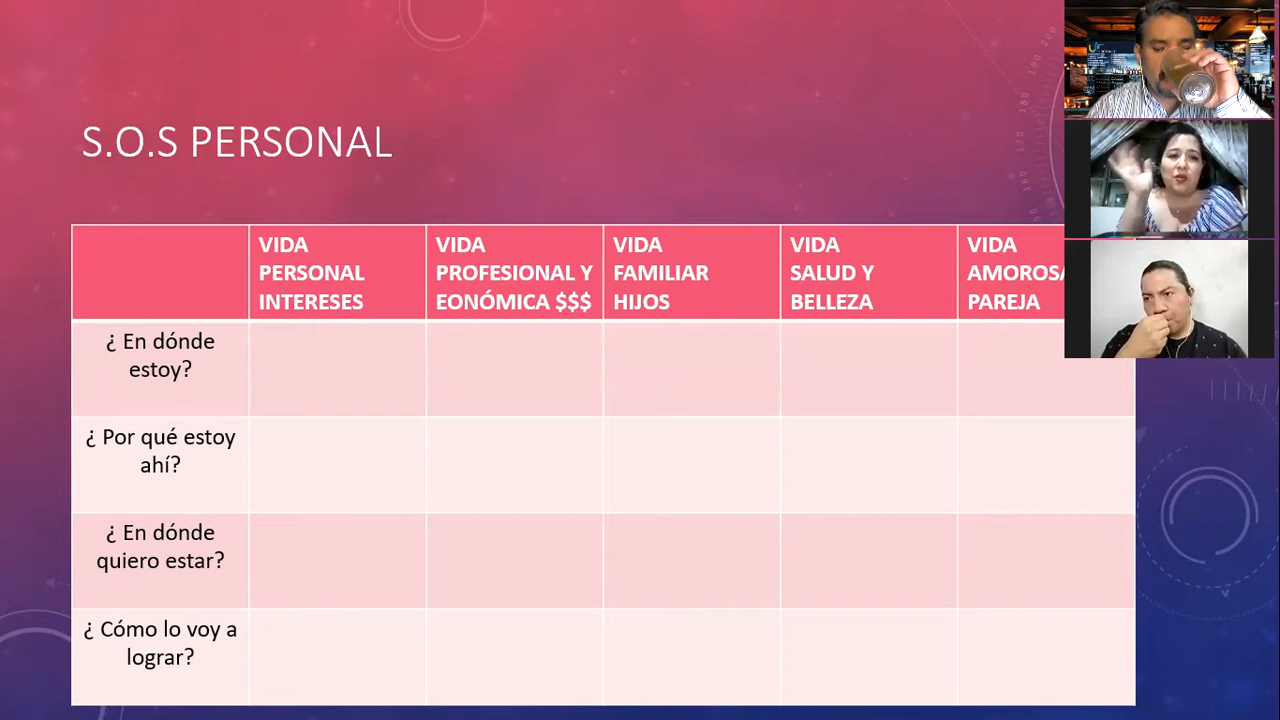 S.O.S PERSONAL
VIDA
PERSONAL
INTERESES
VIDA
PROFESIONAL Y
EONÓMICA $$$
VIDA
FAMILIAR
HIJOS
VIDA
SALUD Y
BELLEZA
VIDA
AMOROSA
PAREJA
¿ En dónde
estoy?
¿ Por qué estoy
ahí?
¿ En dónde
quiero estar?
¿ Cómo lo voy a
lograr?